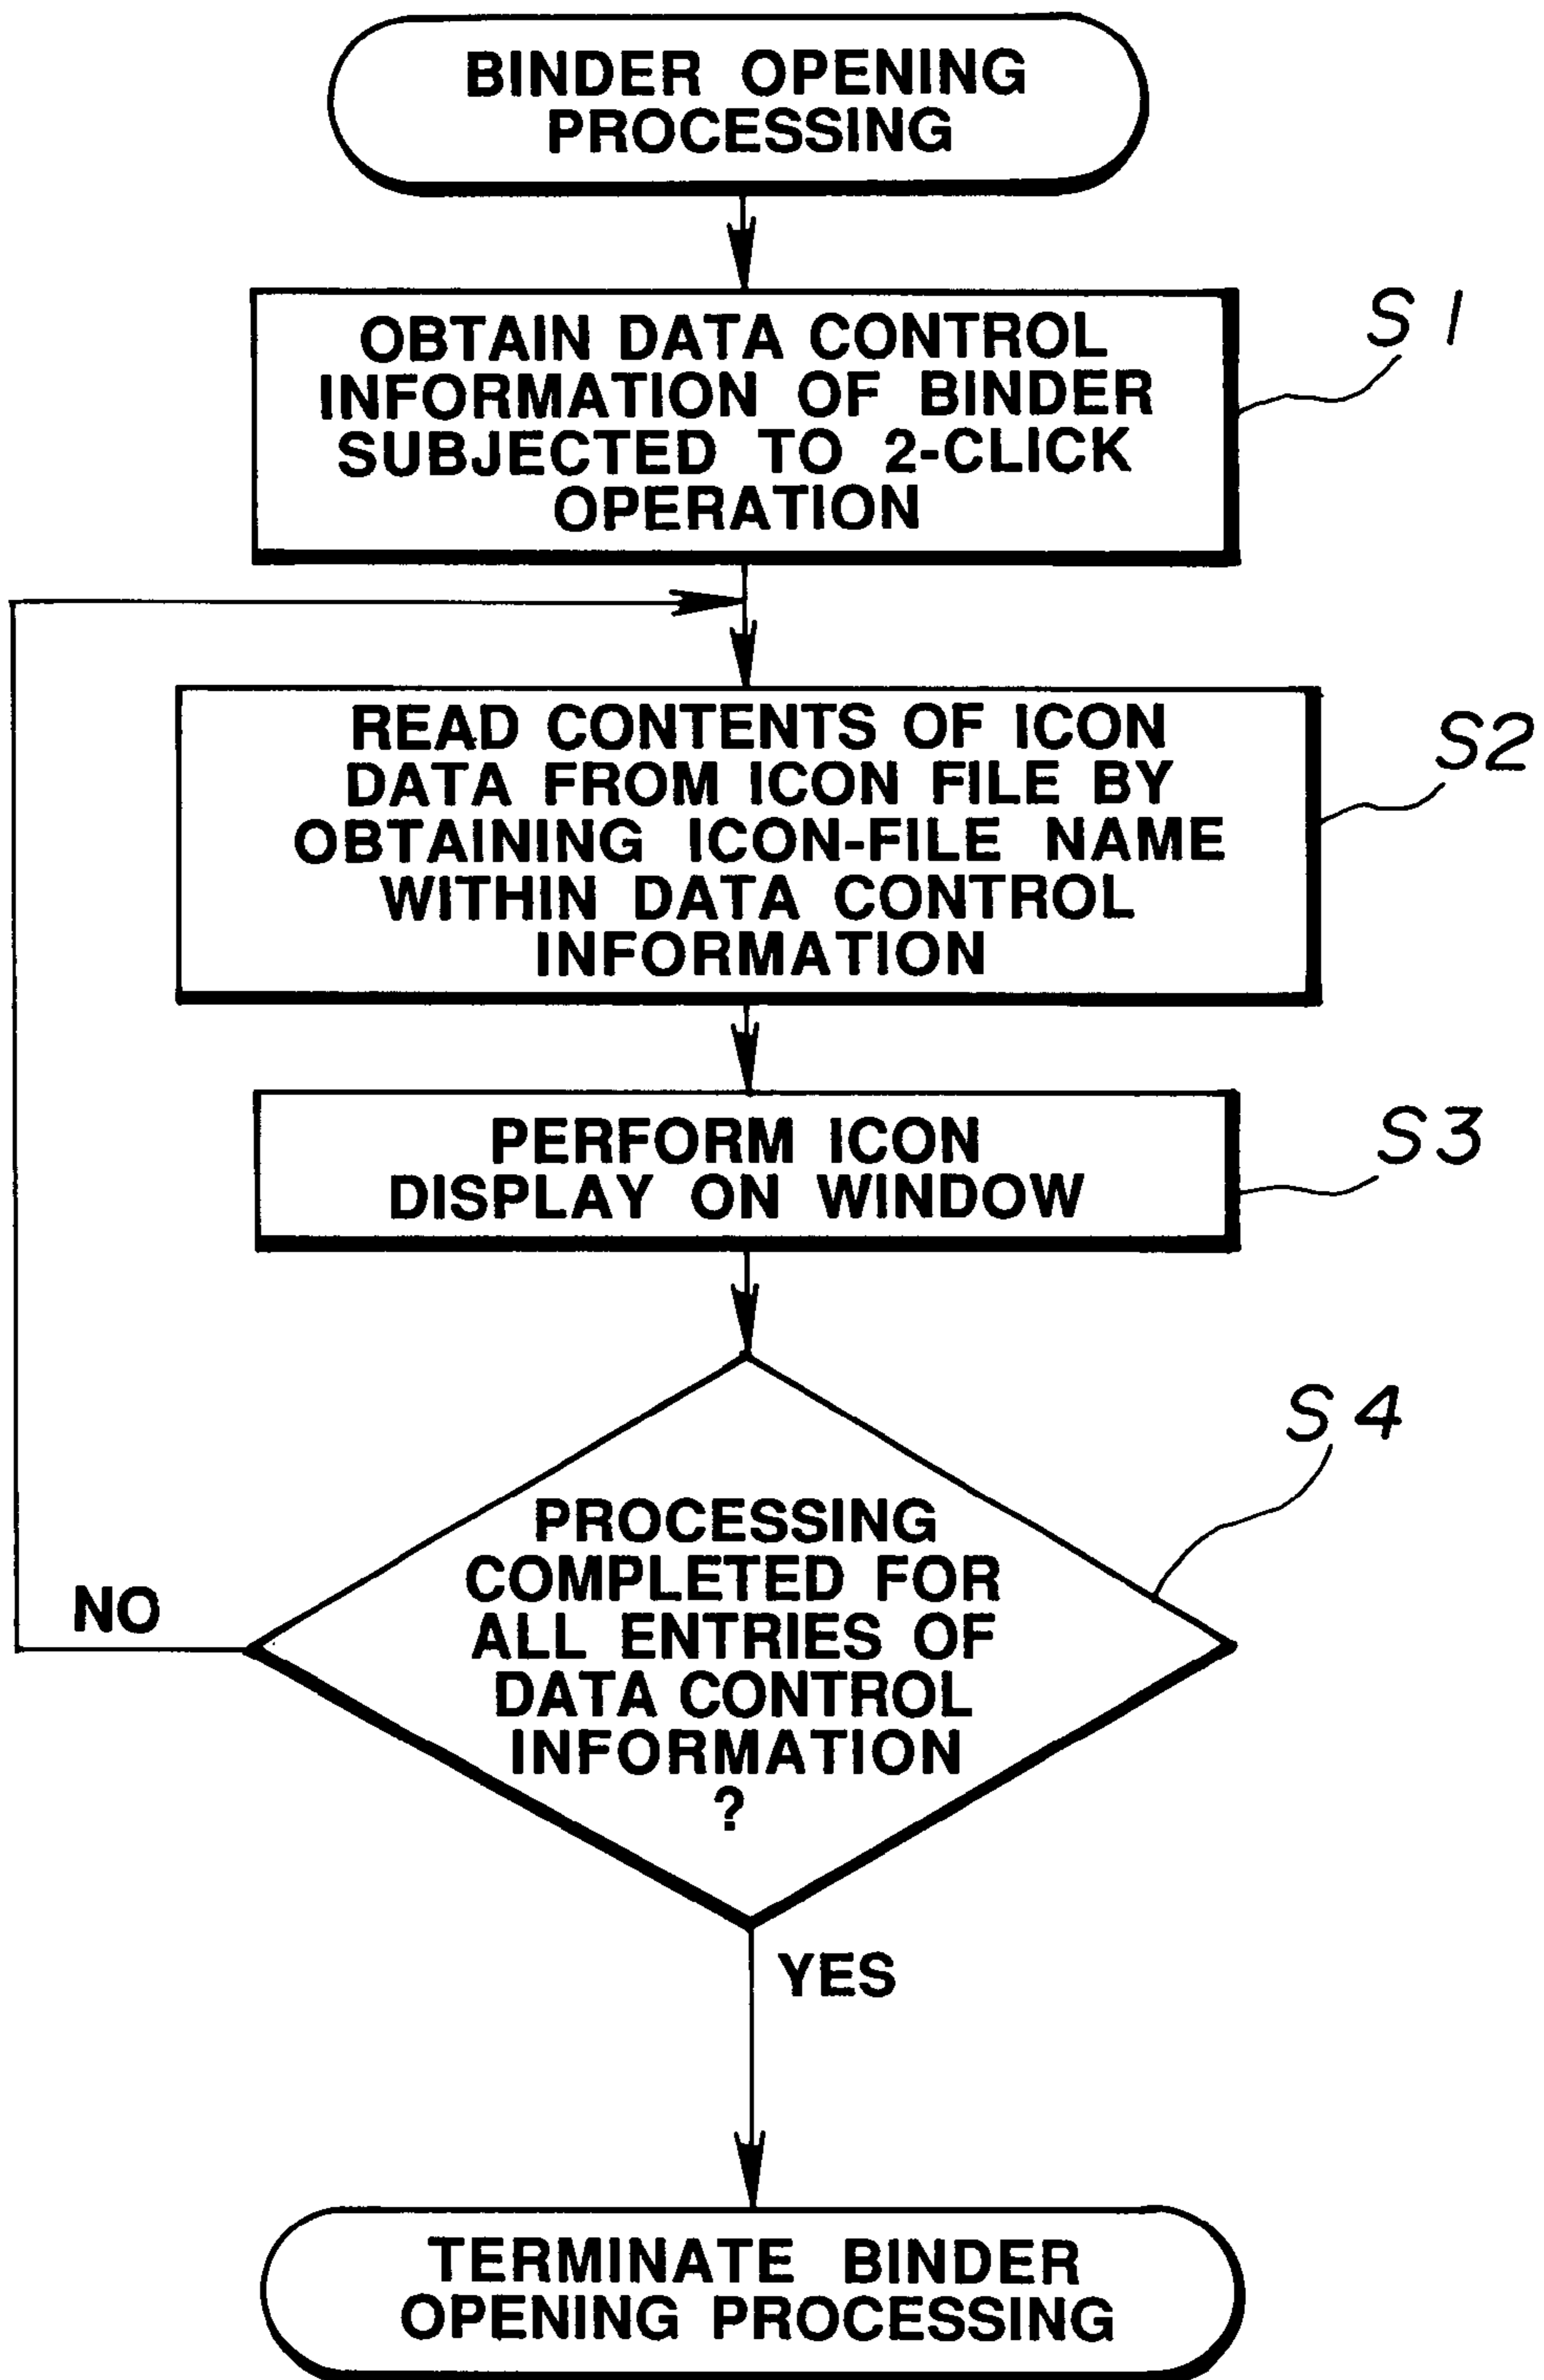 BINDER OPENING
PROCESSING
OBTAIN DATA CONTROL
INFORMATION OF BINDER
SUBJECTED TO 2-CLICK
OPERATION
S1
READ CONTENTS OF ICON
DATA FROM ICON FILE BY
OBTAINING ICON-FILE NAME
WITHIN DATA CONTROL
INFORMATION
S2
PERFORM ICON
DISPLAY ON WINDOW
S3
PROCESSING
COMPLETED FOR
ALL ENTRIES OF
DATA CONTROL
INFORMATION
?
S4
NO
YES
TERMINATE BINDER
OPENING PROCESSING